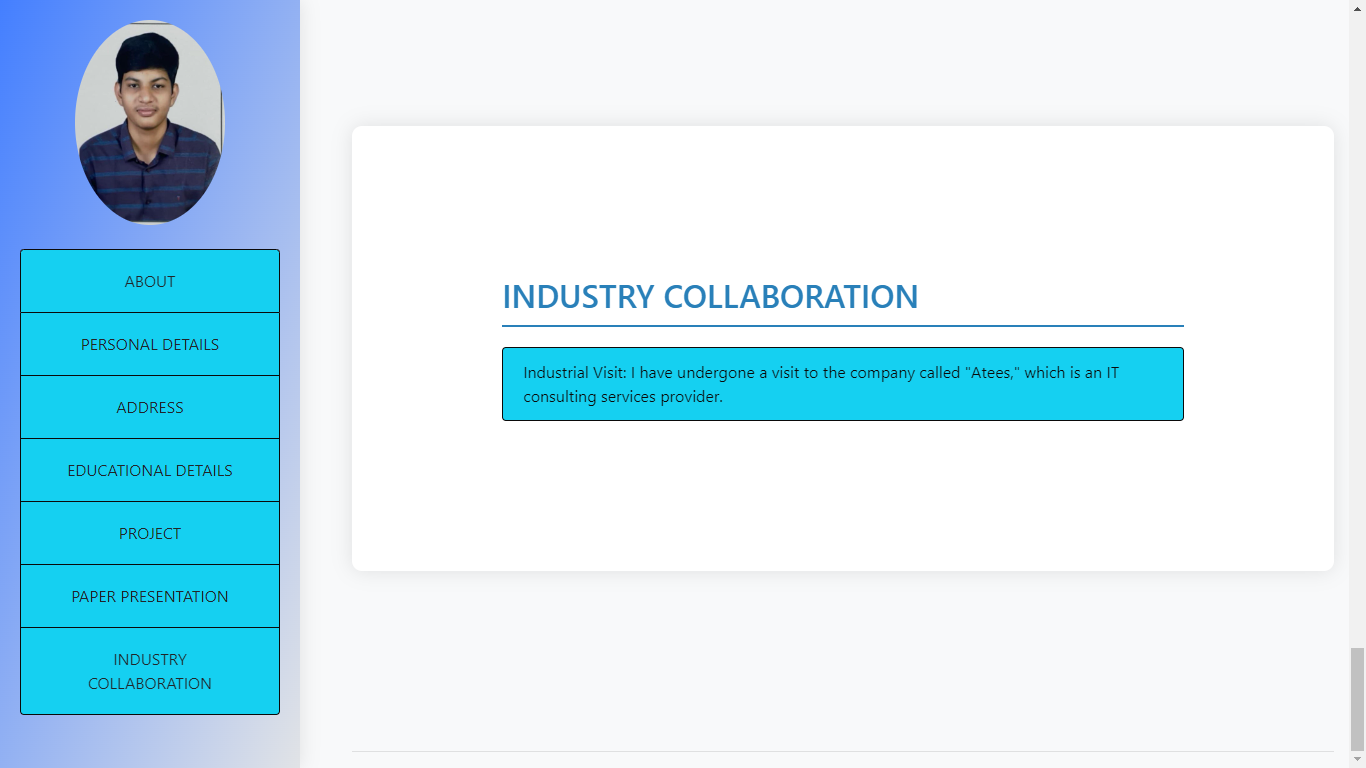 ABOUT
PERSONAL DETAILS
ADDRESS
EDUCATIONAL DETAILS
PROJECT
PAPER PRESENTATION
INDUSTRY
COLLABORATION
INDUSTRY COLLABORATION
Industrial Visit: I have undergone a visit to the company called "Atees," which is an IT
consulting services provider.